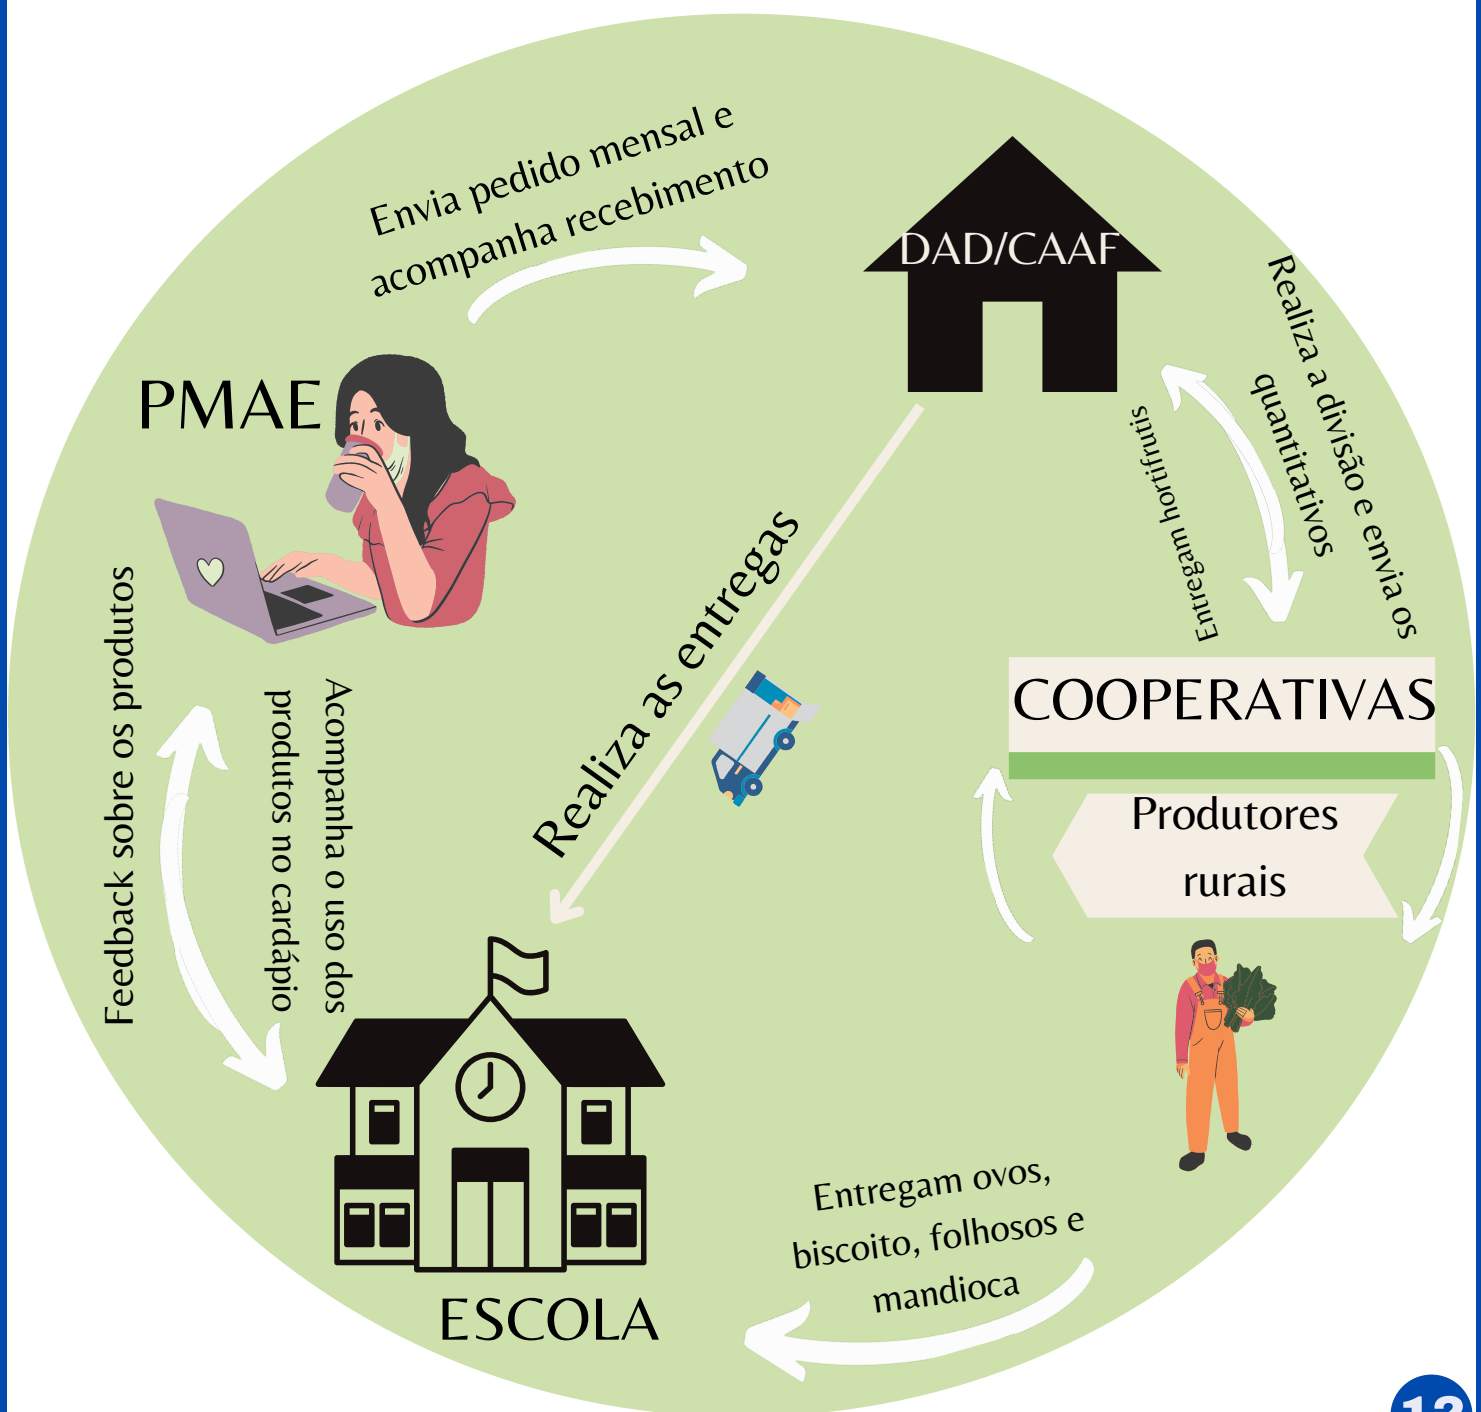 Envia pedido mensal e
acompanha recebimento
DAD/CAAF
PMAE
Realiza a divisão e envia os
quantitativos
Entregam hortifrutis
Realiza as entregas
Feedback sobre os produtos
Acompanha o uso dos
produtos no cardápio
COOPERATIVAS
Produtores
rurais
Entregam ovos,
biscoito, folhosos e
mandioca
ESCOLA